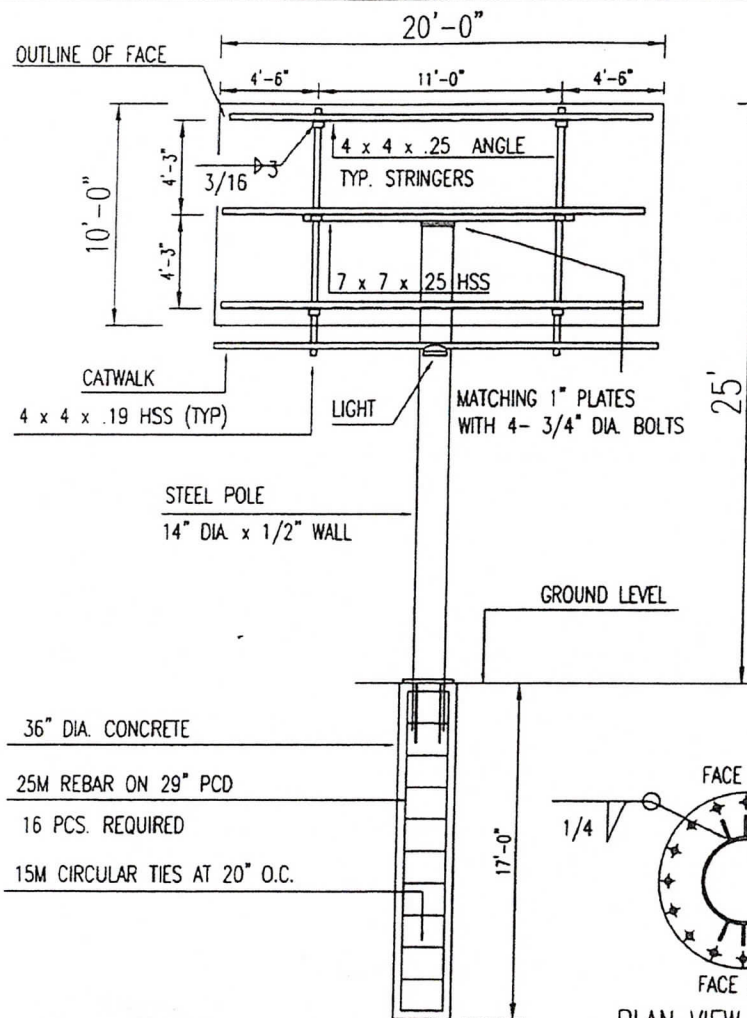 20'-0"
OUTLINE OF FACE
4'-6"
11'-0"
4'-6"
4 x 4 x .25 ANGLE
TYP. STRINGERS
3/16
3
4'-3"
10'-0"
4'-3"
7 x 7 x .25 HSS
CATWALK
LIGHT
4 x 4 x .19 HSS (TYP)
MATCHING 1" PLATES
WITH 4- 3/4" DIA. BOLTS
25'
STEEL POLE
14" DIA. x 1/2" WALL
GROUND LEVEL
36" DIA. CONCRETE
25M REBAR ON 29" PCD
16 PCS. REQUIRED
15M CIRCULAR TIES AT 20" O.C.
17'-0"
FACE
1/4
FACE
PLAN VIEW